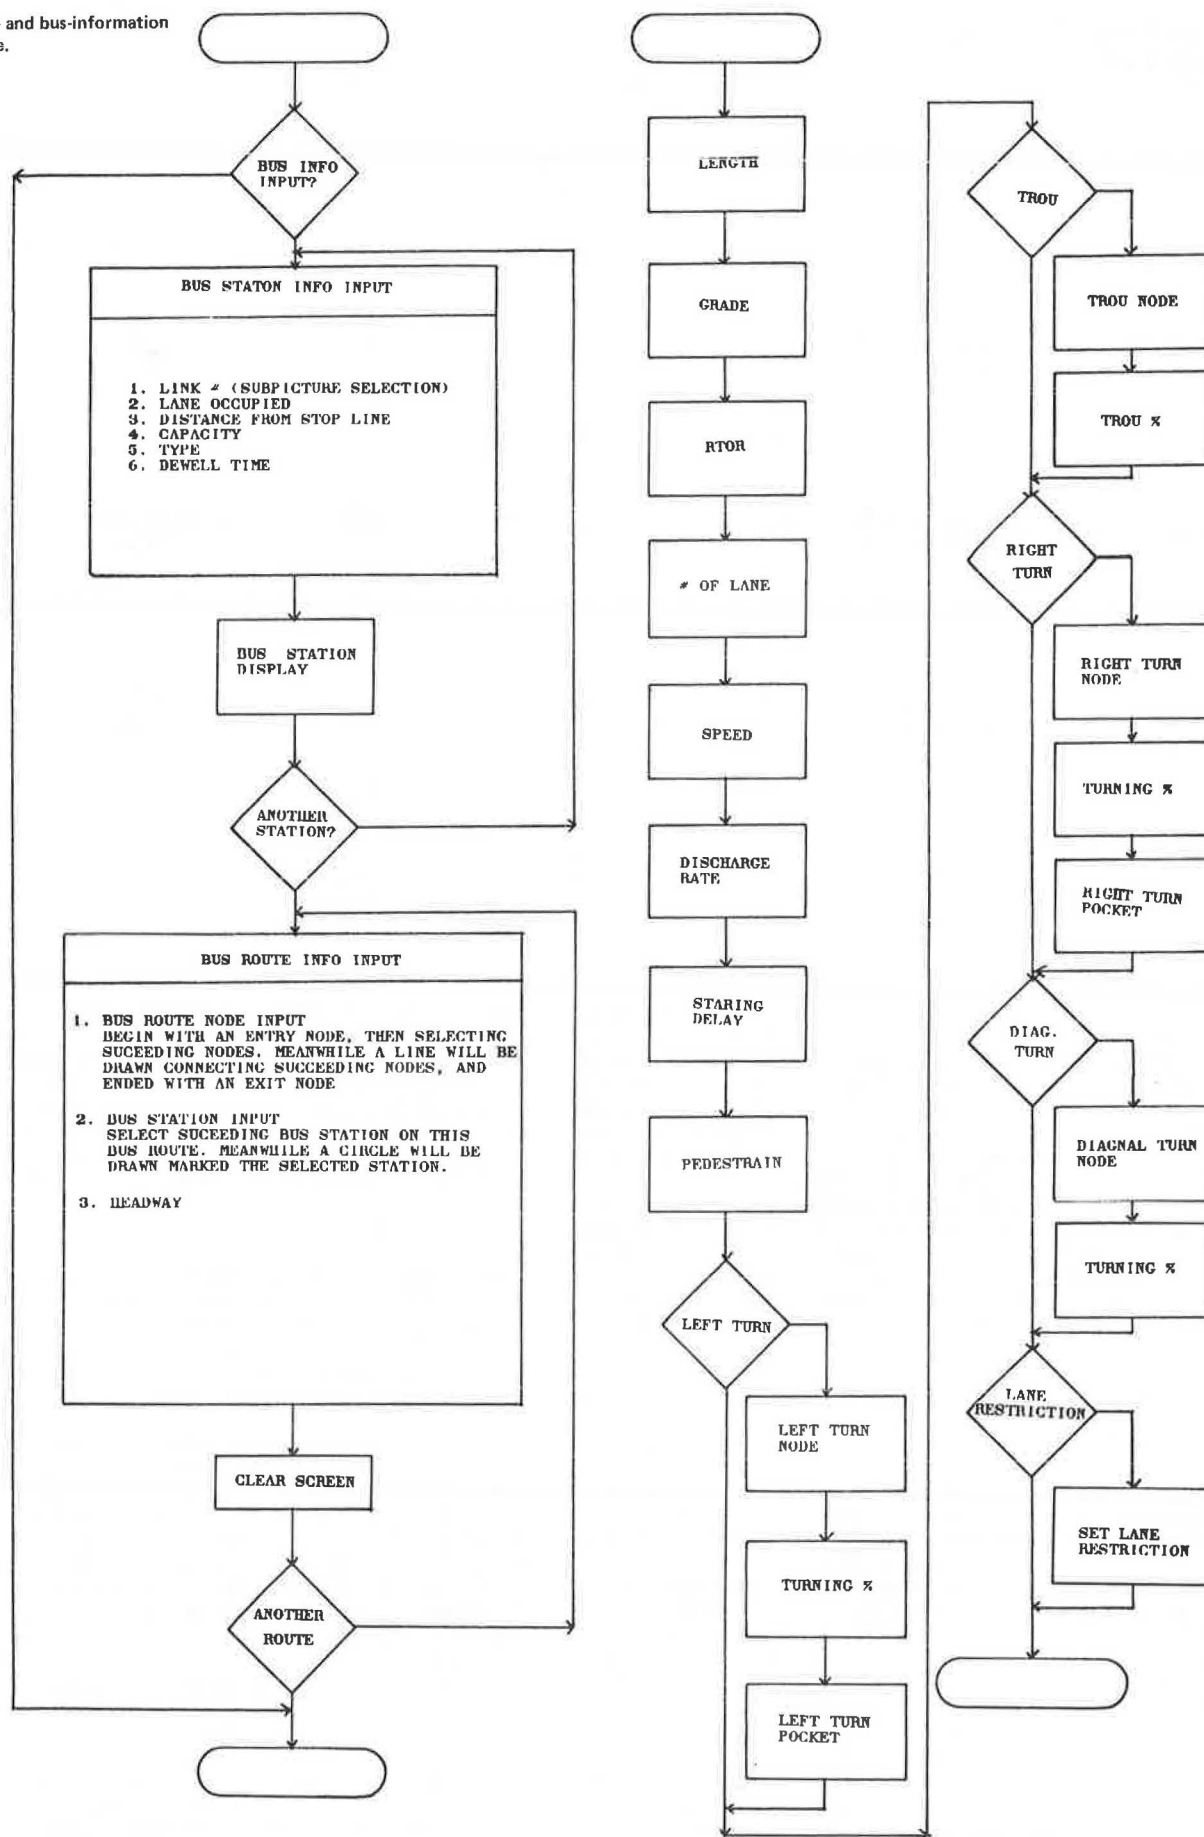 and bus-information
e.
BUS INFO
INPUT?
BUS STATON INFO INPUT
1. LINK # (SUBPICTURE SELECTION)
2. LANE OCCUPIED
3. DISTANCE FROM STOP LINE
4. CAPACITY
5. TYPE
6. DEWELL TIME
BUS STATION
DISPLAY
ANOTHER
STATION?
BUS ROUTE INFO INPUT
1. BUS ROUTE NODE INPUT
BEGIN WITH AN ENTRY NODE, THEN SELECTING
SUCEEDING NODES. MEANWHILE A LINE WILL BE
DRAWN CONNECTING SUCCEEDING NODES, AND
ENDED WITH AN EXIT NODE
2. BUS STATION INPUT
SELECT SUCEEDING BUS STATION ON THIS
BUS ROUTE. MEANWHILE A CIRCLE WILL BE
DRAWN MARKED THE SELECTED STATION.
3. HEADWAY
CLEAR SCREEN
ANOTHER
ROUTE
LENGTH
GRADE
RTOR
# OF LANE
SPEED
DISCHARGE
RATE
STARING
DELAY
PEDESTRAIN
LEFT TURN
LEFT TURN
NODE
TURNING %
LEFT TURN
POCKET
TROU
TROU NODE
TROU %
RIGHT
TURN
RIGHT TURN
NODE
TURNING %
RIGHT TURN
POCKET
DIAG.
TURN
DIAGNAL TURN
NODE
TURNING %
LANE
RESTRICTION
SET LANE
RESTRICTION